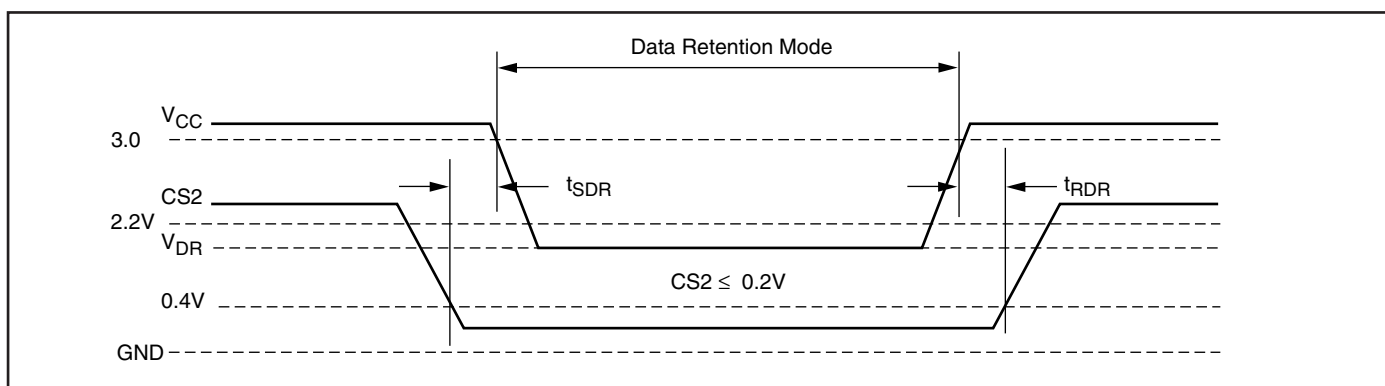 Data Retention Mode
VCC
3.0
tSDR
tRDR
CS2
2.2V
VDR
CS2 ≤ 0.2V
0.4V
GND